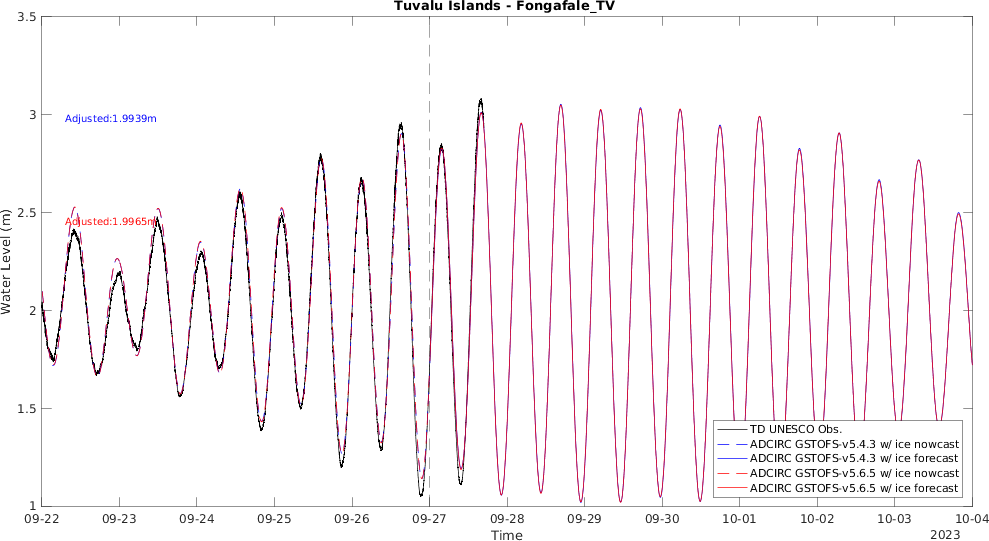 Tuvalu Islands - Fongafale_TV
3.5
3
2.5
2
1.5
1
Water Level (m)
Adjusted:1.9939m
Adjusted:1.9965m
TD UNESCO Obs.
ADCIRC GSTOFS-v5.4.3 w/ ice nowcast
ADCIRC GSTOFS-v5.4.3 w/ ice forecast
ADCIRC GSTOFS-v5.6.5 w/ ice nowcast
ADCIRC GSTOFS-v5.6.5 w/ ice forecast
09-22 09-23 09-24 09-25 09-26 09-27 09-28 09-29 09-30 10-01 10-02 10-03 10-04
Time
2023